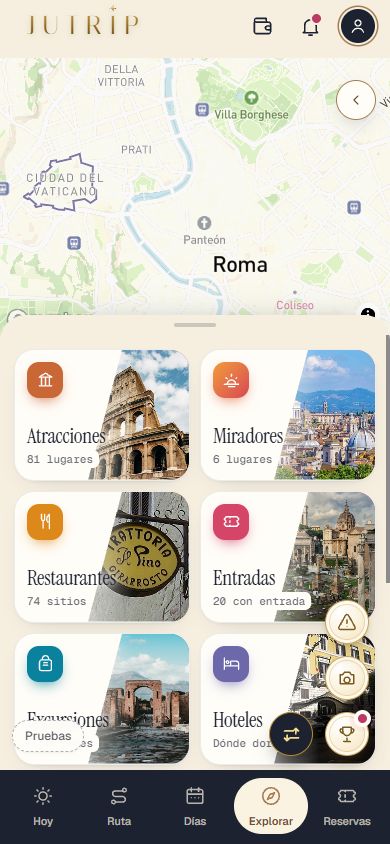 JUTRIP
DELLA
VITTORIA
Villa Borghese
PRATI
CIUDAD DEL
VATICANO
Panteón
Roma
Coliseo
Atracciones
81 lugares
Miradores
6 lugares
TRATTORIA
Il Pino
GIRARROSTO
Restaurantes
74 sitios
Entradas
20 con entrada
Excursiones
Pruebas
Hoteles
Hoy
Ruta
Días
Explorar
Reservas